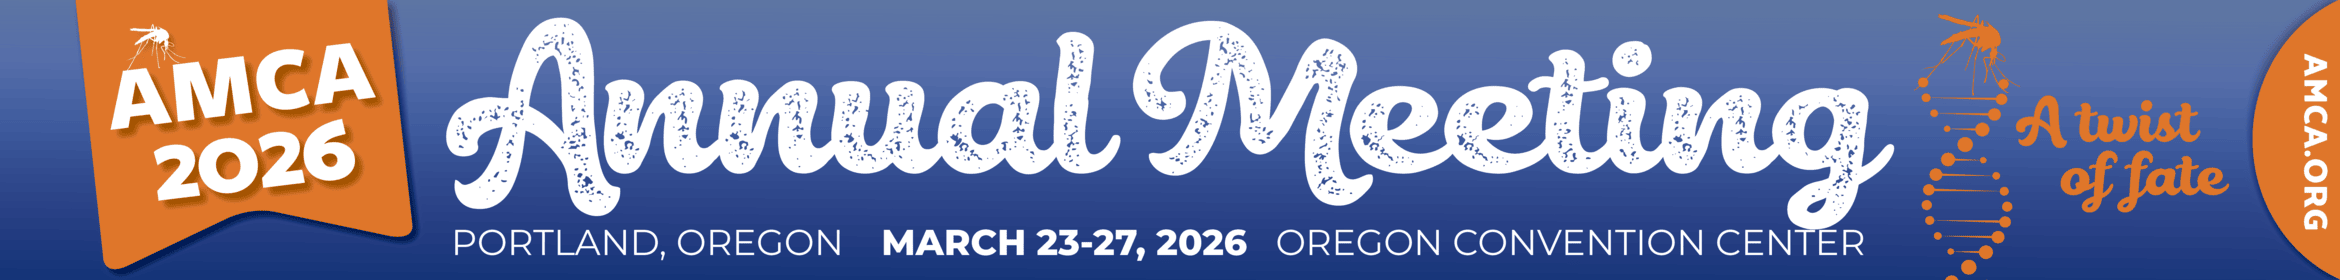 AMCA
2026
Annual Meeting
PORTLAND, OREGON MARCH 23-27, 2026 OREGON CONVENTION CENTER
A twist
of fate
AMCA.ORG